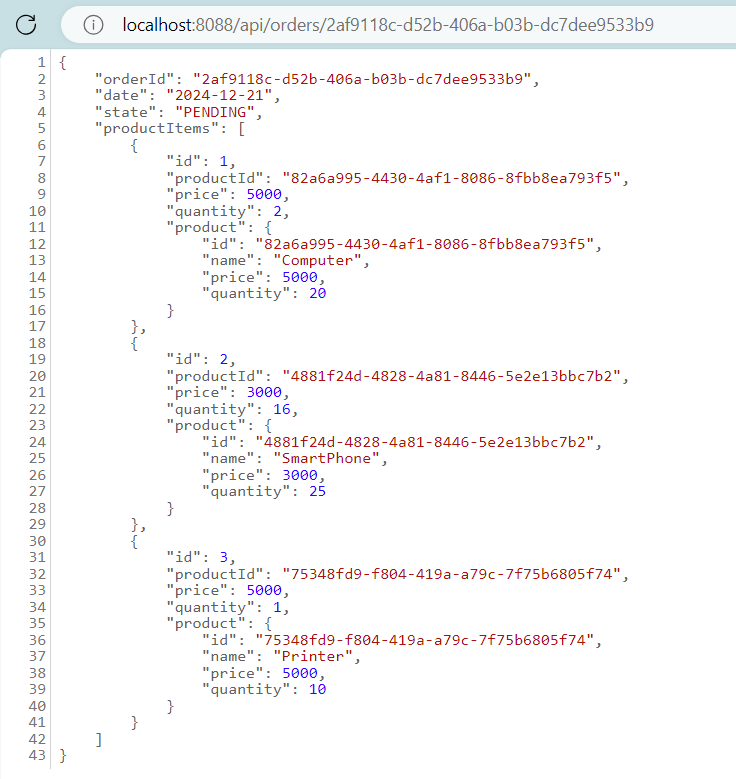 localhost:8088/api/orders/2af9118c-d52b-406a-b03b-dc7dee9533b9
1 {
2     "orderId": "2af9118c-d52b-406a-b03b-dc7dee9533b9",
3     "date": "2024-12-21",
4     "state": "PENDING",
5     "productItems": [
6         {
7             "id": 1,
8             "productId": "82a6a995-4430-4af1-8086-8fbb8ea793f5",
9             "price": 5000,
10             "quantity": 2,
11             "product": {
12                 "id": "82a6a995-4430-4af1-8086-8fbb8ea793f5",
13                 "name": "Computer",
14                 "price": 5000,
15                 "quantity": 20
16             }
17         },
18         {
19             "id": 2,
20             "productId": "4881f24d-4828-4a81-8446-5e2e13bbc7b2",
21             "price": 3000,
22             "quantity": 16,
23             "product": {
24                 "id": "4881f24d-4828-4a81-8446-5e2e13bbc7b2",
25                 "name": "SmartPhone",
26                 "price": 3000,
27                 "quantity": 25
28             }
29         },
30         {
31             "id": 3,
32             "productId": "75348fd9-f804-419a-a79c-7f75b6805f74",
33             "price": 5000,
34             "quantity": 1,
35             "product": {
36                 "id": "75348fd9-f804-419a-a79c-7f75b6805f74",
37                 "name": "Printer",
38                 "price": 5000,
39                 "quantity": 10
40             }
41         }
42     ]
43 }